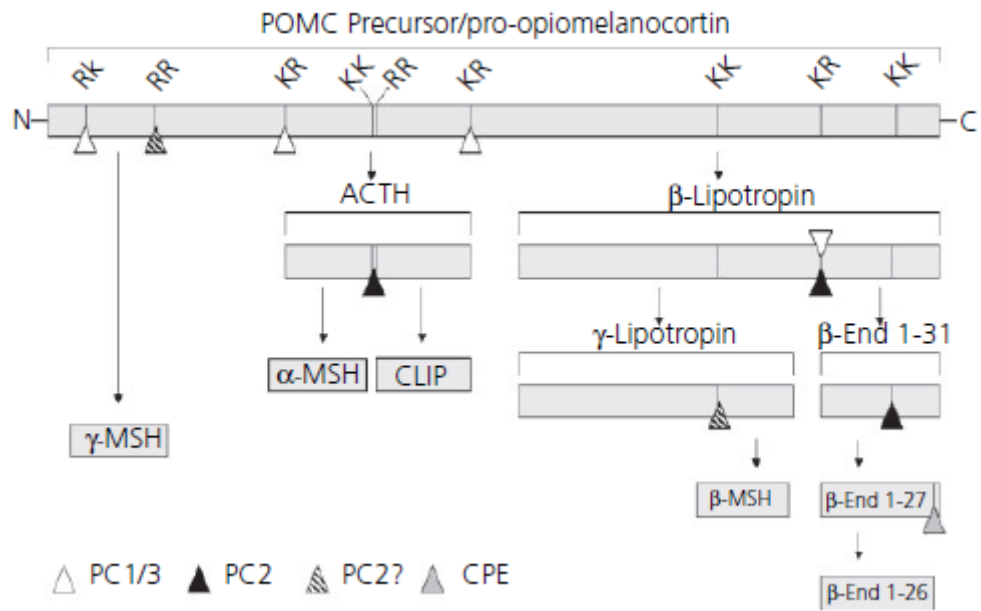 POMC Precursor/pro-opiomelanocortin
Rk RR KR KK RR KR KK KR KK
N C
ACTH β-Lipotropin
γ-Lipotropin β-End 1-31
α-MSH CLIP
γ-MSH
β-MSH β-End 1-27
PC1/3 PC2 PC2? CPE
β-End 1-26